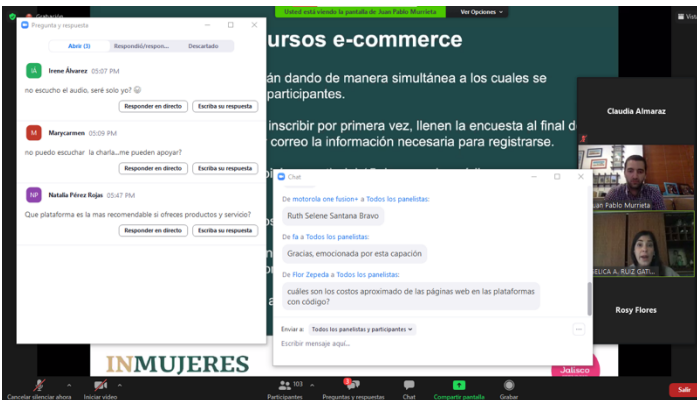 Grabación
Usted está viendo la pantalla de Juan Pablo Murrieta
Ver Opciones
Pregunta y respuesta
Abrir (3)
Respondió/respon...
Descartado
IÁ
Irene Álvarez 05:07 PM
no escucho el audio, seré solo yo?
Responder en directo
Escriba su respuesta
M
Marycarmen 05:09 PM
no puedo escuchar la charla...me pueden apoyar?
Responder en directo
Escriba su respuesta
NP
Natalia Pérez Rojas 05:47 PM
Que plataforma es la mas recomendable si ofreces productos y servicio?
Responder en directo
Escriba su respuesta
ursos e-commerce
án dando de manera simultánea a los cuales se
participantes.
inscribir por primera vez, llenen la encuesta al final d
correo la información necesaria para registrarse.
Chat
De motorola one fusion+ a Todos los panelistas:
Ruth Selene Santana Bravo
De fa a Todos los panelistas:
Gracias, emocionada por esta capación
De Flor Zepeda a Todos los panelistas:
cuáles son los costos aproximado de las páginas web en las plataformas
con código?
Enviar a: Todos los panelistas y participantes
Escribir mensaje aquí...
Claudia Almaraz
Juan Pablo Murrieta
ELICA A. RUIZ GATI...
Rosy Flores
INMUJERES
Jalisco
Cancelar silenciar ahora
Iniciar video
103
Participantes
3
Preguntas y respuestas
Chat
Compartir pantalla
Grabar
Salir